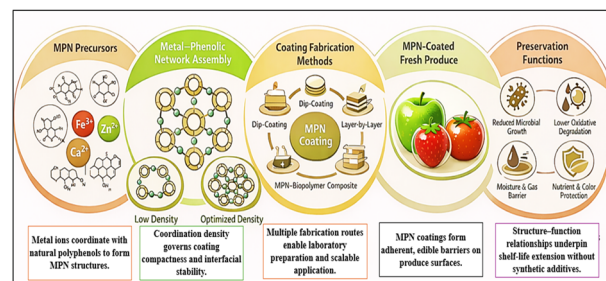 MPN Precursors
Fe³⁺
Zn²⁺
Ca²⁺
Metal ions coordinate with
natural polyphenols to form
MPN structures.
Metal–Phenolic
Network Assembly
Low Density
Optimized Density
Coordination density
governs coating
compactness and interfacial
stability.
Coating Fabrication
Methods
Dip-Coating
Dip-Coating
Layer-by-Layer
MPN
Coating
MPN–Biopolymer Composite
Multiple fabrication routes
enable laboratory
preparation and scalable
application.
MPN-Coated
Fresh Produce
MPN coatings form
adherent, edible barriers on
produce surfaces.
Preservation
Functions
Reduced Microbial
Growth
Lower Oxidative
Degradation
Moisture & Gas
Barrier
Nutrient & Color
Protection
Structure–function
relationships underpin
shelf-life extension without
synthetic additives.